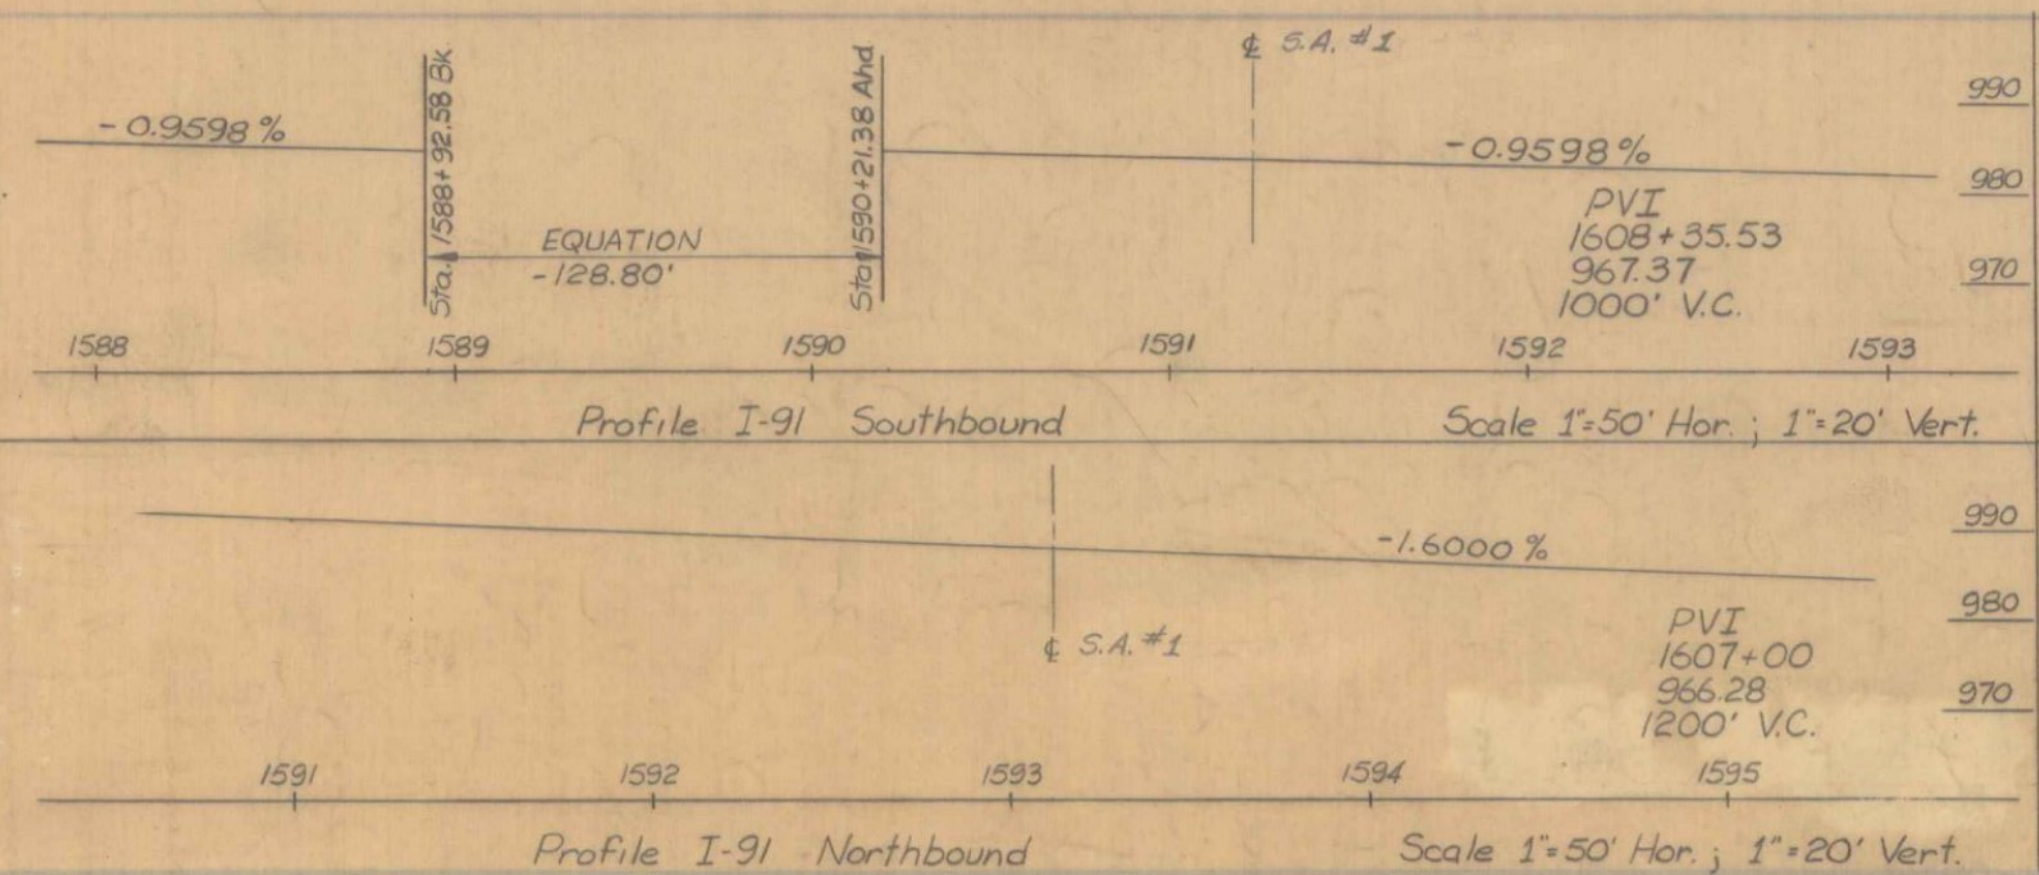 ℄ S.A. #1
990
-0.9598%
Sta. 1588+92.58 Bk.
Sta. 1590+21.38 Ahd
-0.9598%
980
PVI
1608+35.53
967.37
1000' V.C.
EQUATION
-128.80'
970
1588 1589 1590 1591 1592 1593
Profile I-91 Southbound Scale 1"=50' Hor.; 1"=20' Vert.
990
-1.6000%
980
℄ S.A. #1
PVI
1607+00
966.28
1200' V.C.
970
1591 1592 1593 1594 1595
Profile I-91 Northbound Scale 1"=50' Hor.; 1"=20' Vert.